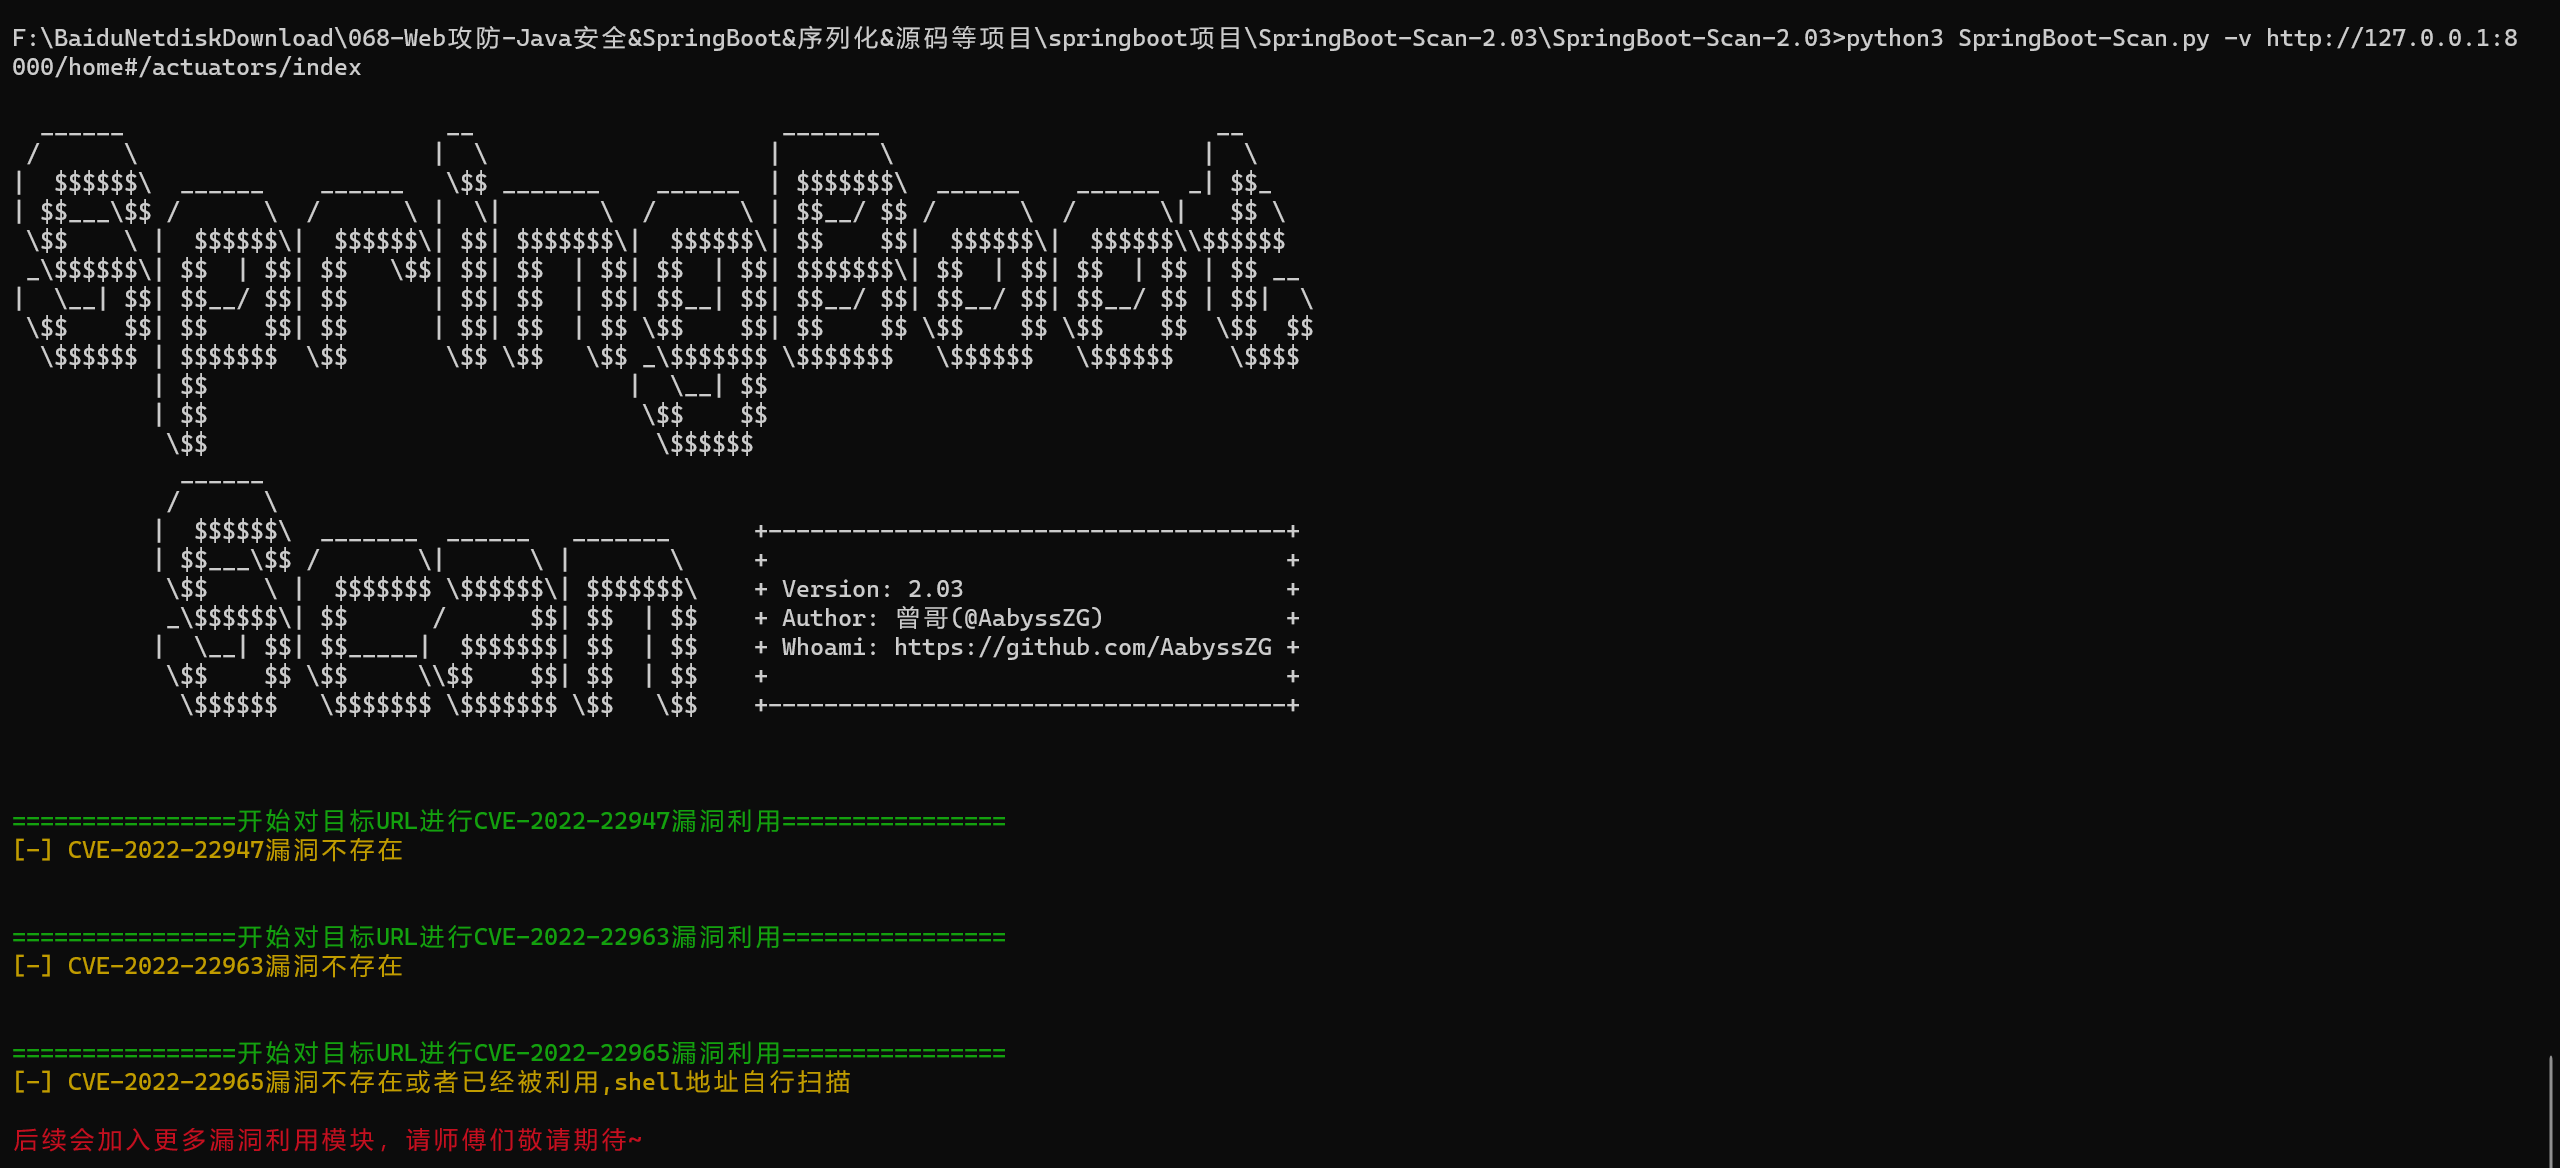 F:\BaiduNetdiskDownload\068-Web攻防-Java安全&SpringBoot&序列化&源码等项目\springboot项目\SpringBoot-Scan-2.03\SpringBoot-Scan-2.03>python3 SpringBoot-Scan.py -v http://127.0.0.1:8
000/home#/actuators/index
SpringBoot
Scan
Version: 2.03
Author: 曾哥(@AabyssZG)
Whoami: https://github.com/AabyssZG
================开始对目标URL进行CVE-2022-22947漏洞利用================
[-] CVE-2022-22947漏洞不存在
================开始对目标URL进行CVE-2022-22963漏洞利用================
[-] CVE-2022-22963漏洞不存在
================开始对目标URL进行CVE-2022-22965漏洞利用================
[-] CVE-2022-22965漏洞不存在或者已经被利用,shell地址自行扫描
后续会加入更多漏洞利用模块，请师傅们敬请期待~